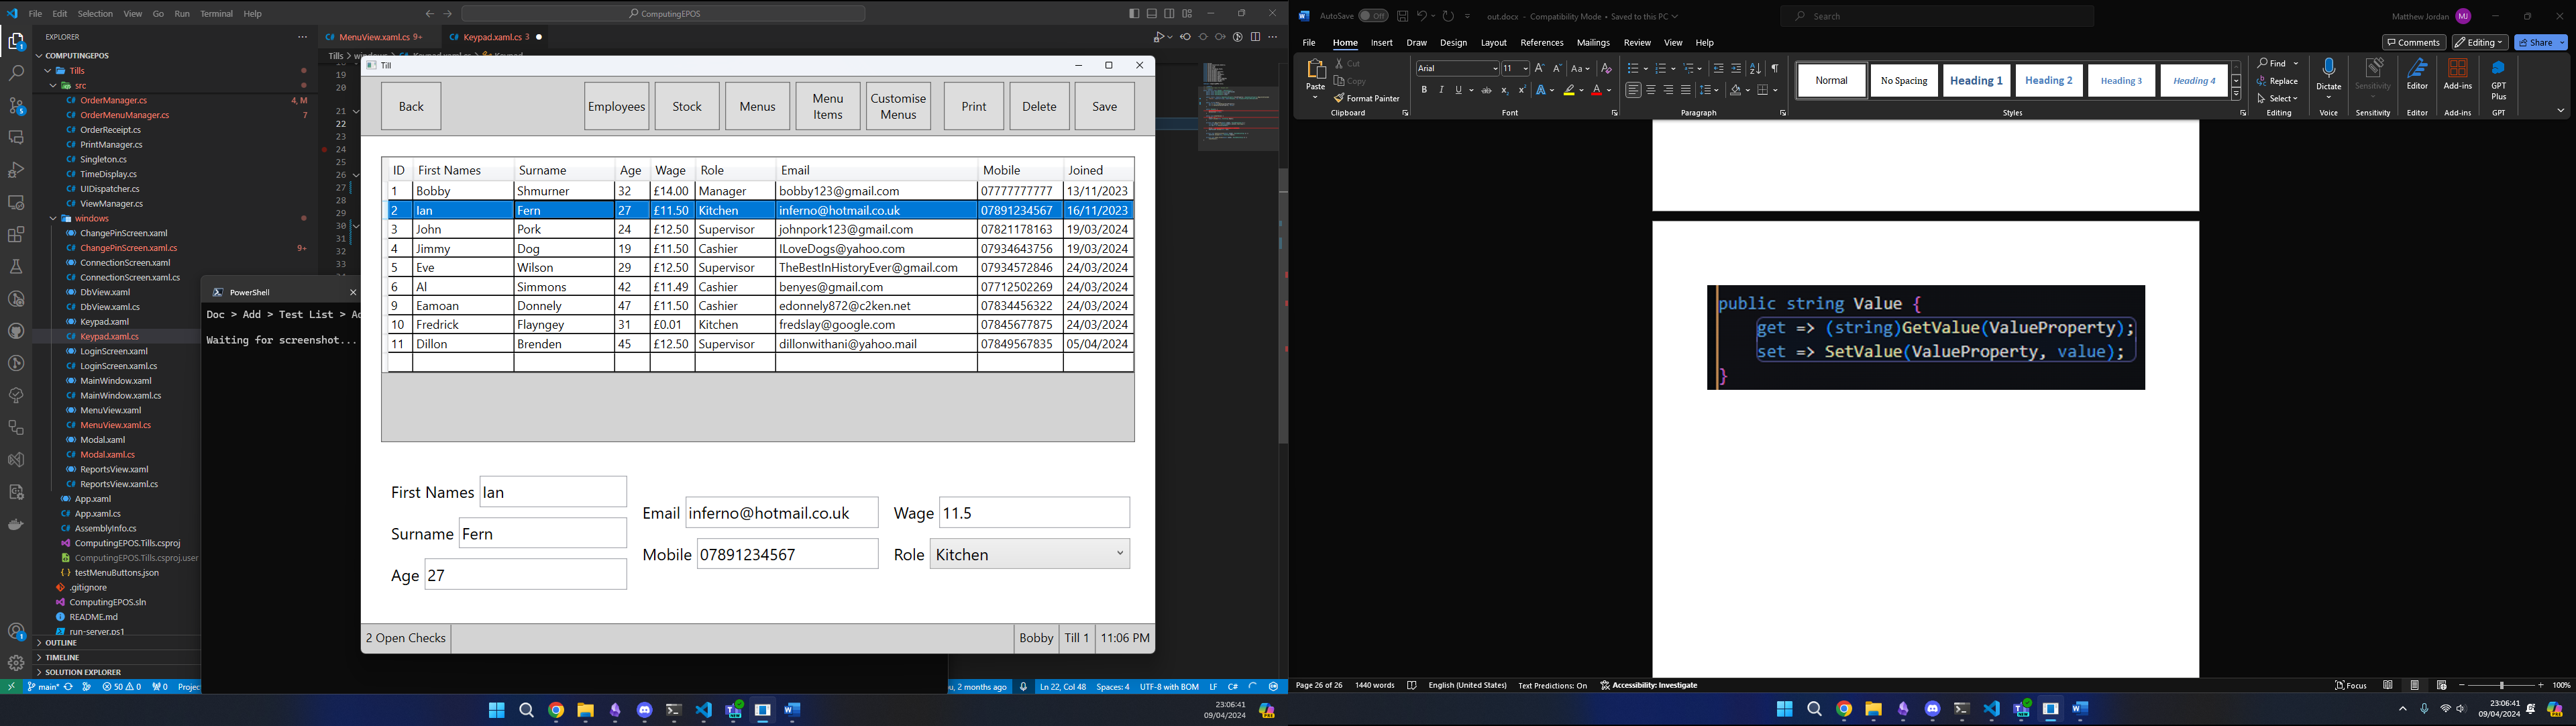 File Edit Selection View Go Run Terminal Help
ComputingEPOS
EXPLORER
COMPUTINGEPOS
Tills
src
OrderManager.cs 4, M
OrderMenuManager.cs 7
OrderReceipt.cs
PrintManager.cs
Singleton.cs
TimeDisplay.cs
UIDispatcher.cs
ViewManager.cs
windows
ChangePinScreen.xaml
ChangePinScreen.xaml.cs 9+
ConnectionScreen.xaml
ConnectionScreen.xaml.cs
DbView.xaml
DbView.xaml.cs
Keypad.xaml
Keypad.xaml.cs
LoginScreen.xaml
LoginScreen.xaml.cs
MainWindow.xaml
MainWindow.xaml.cs
MenuView.xaml
MenuView.xaml.cs
Modal.xaml
Modal.xaml.cs
ReportsView.xaml
ReportsView.xaml.cs
App.xaml
App.xaml.cs
AssemblyInfo.cs
ComputingEPOS.Tills.csproj
ComputingEPOS.Tills.csproj.user
testMenuButtons.json
.gitignore
ComputingEPOS.sln
README.md
run-server.ps1
OUTLINE
TIMELINE
SOLUTION EXPLORER
MenuView.xaml.cs 9+
Keypad.xaml.cs 3
19
20
21
22
23
24
25
26
27
28
29
30
31
32
33
PowerShell
Doc > Add > Test List >
Waiting for screenshot...
Till
Back
Employees
Stock
Menus
Menu Items
Customise Menus
Print
Delete
Save
ID First Names Surname Age Wage Role Email Mobile Joined
1 Bobby Shmurner 32 £14.00 Manager bobby123@gmail.com 07777777777 13/11/2023
2 Ian Fern 27 £11.50 Kitchen inferno@hotmail.co.uk 07891234567 16/11/2023
3 John Pork 24 £12.50 Supervisor johnpork123@gmail.com 07821178163 19/03/2024
4 Jimmy Dog 19 £11.50 Cashier ILoveDogs@yahoo.com 07934643756 19/03/2024
5 Eve Wilson 29 £12.50 Supervisor TheBestInHistoryEver@gmail.com 07934572846 24/03/2024
6 Al Simmons 42 £11.49 Cashier benyes@gmail.com 07712502269 24/03/2024
9 Eamoan Donnely 47 £11.50 Cashier edonnely872@c2ken.net 07834456322 24/03/2024
10 Fredrick Flayngey 31 £0.01 Kitchen fredslay@google.com 07845677875 24/03/2024
11 Dillon Brenden 45 £12.50 Supervisor dillonwithani@yahoo.mail 07849567835 05/04/2024
First Names Ian
Surname Fern
Age 27
Email inferno@hotmail.co.uk
Mobile 07891234567
Wage 11.5
Role Kitchen
2 Open Checks
Bobby Till 1 11:06 PM
main* 50 0 0
2 months ago Ln 22, Col 48 Spaces: 4 UTF-8 with BOM LF C#
23:06:41
09/04/2024
AutoSave Off out.docx - Compatibility Mode • Saved to this PC
Search
Matthew Jordan MJ
File Home Insert Draw Design Layout References Mailings Review View Help
Comments Editing Share
Paste
Cut
Copy
Format Painter
Clipboard
Arial 11
Font
Paragraph
Normal
No Spacing
Heading 1
Heading 2
Heading 3
Heading 4
Styles
Find
Replace
Select
Editing
Dictate
Voice
Sensitivity
Sensitivity
Editor
Editor
Add-ins
Add-ins
GPT Plus
GPT
public string Value {
get => (string)GetValue(ValueProperty);
set => SetValue(ValueProperty, value);
}
Page 26 of 26 1440 words English (United States) Text Predictions: On Accessibility: Investigate
Focus 100%
23:06:41
09/04/2024